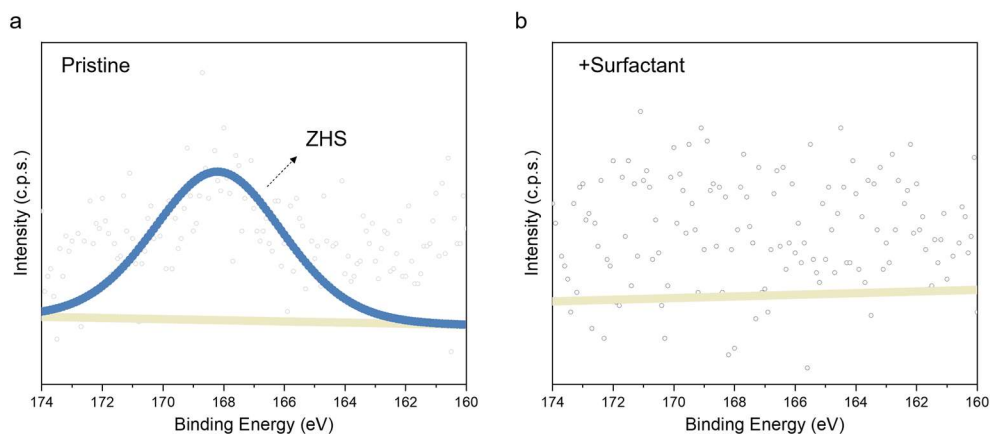 a
Pristine
ZHS
Intensity (c.p.s.)
174 172 170 168 166 164 162 160
Binding Energy (eV)
b
+Surfactant
Intensity (c.p.s.)
174 172 170 168 166 164 162 160
Binding Energy (eV)